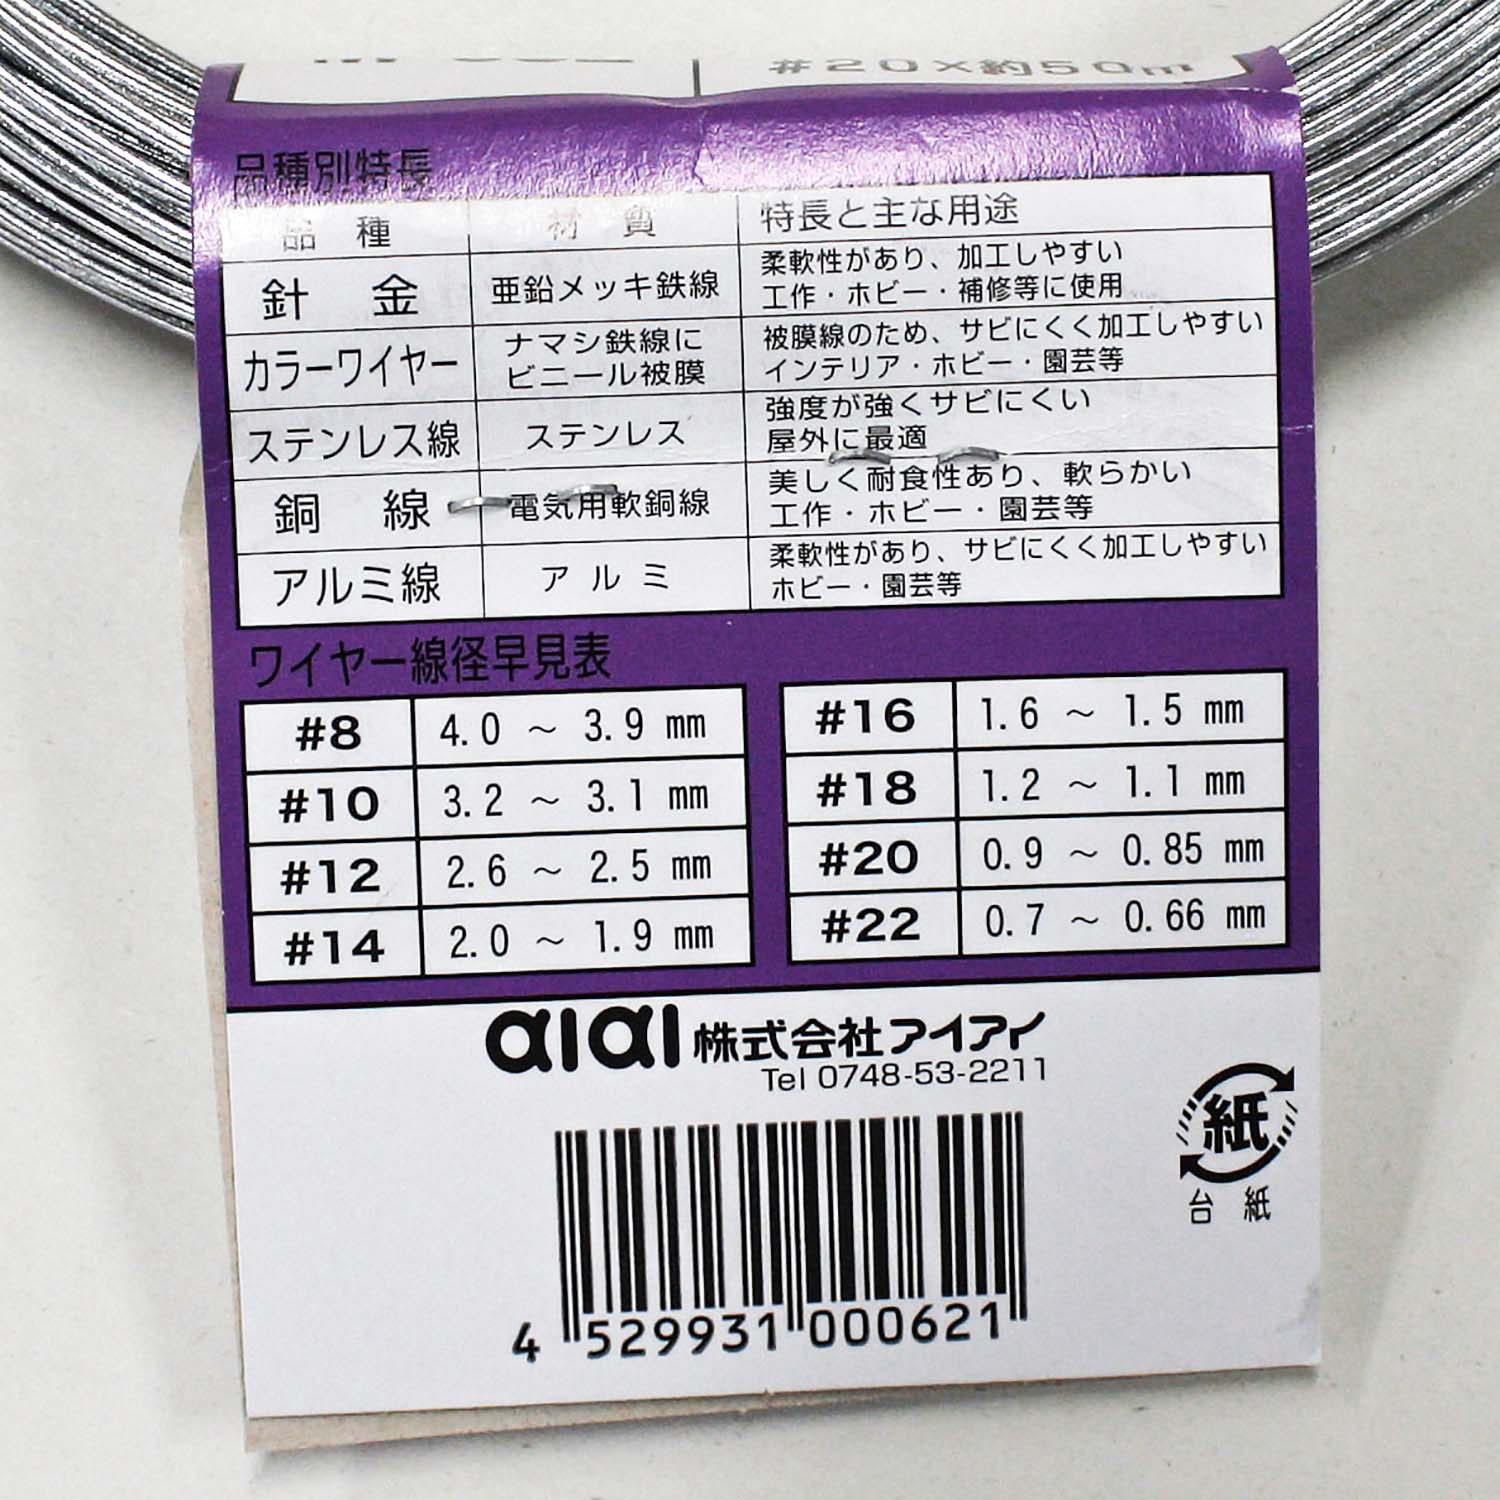 #20×約50m
品種別特長
品種 材質 特長と主な用途
針金 亜鉛メッキ鉄線 柔軟性があり、加工しやすい
工作・ホビー・補修等に使用
カラーワイヤー ナマシ鉄線に
ビニール被膜 被膜線のため、サビにくく加工しやすい
インテリア・ホビー・園芸等
ステンレス線 ステンレス 強度が強くサビにくい
屋外に最適
銅線 電気用軟銅線 美しく耐食性あり、軟らかい
工作・ホビー・園芸等
アルミ線 アルミ 柔軟性があり、サビにくく加工しやすい
ホビー・園芸等
ワイヤー線径早見表
#8 4.0 ～ 3.9 mm
#10 3.2 ～ 3.1 mm
#12 2.6 ～ 2.5 mm
#14 2.0 ～ 1.9 mm
#16 1.6 ～ 1.5 mm
#18 1.2 ～ 1.1 mm
#20 0.9 ～ 0.85 mm
#22 0.7 ～ 0.66 mm
aiai 株式会社アイアイ
Tel 0748-53-2211
紙
台紙
4 529931 000621